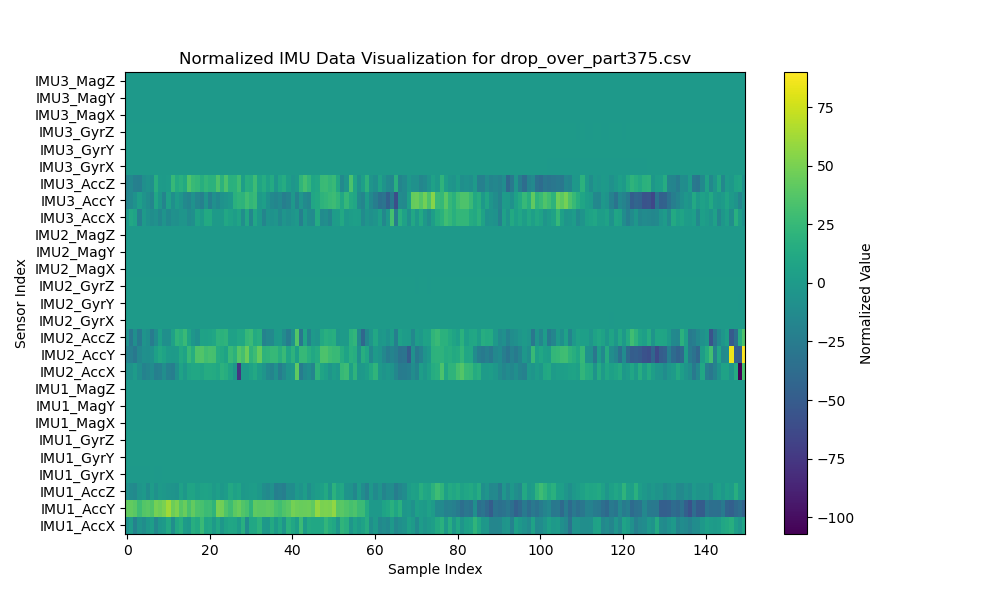 Normalized IMU Data Visualization for drop_over_part375.csv
IMU3_MagZ
IMU3_MagY
IMU3_MagX
IMU3_GyrZ
IMU3_GyrY
IMU3_GyrX
IMU3_AccZ
IMU3_AccY
IMU3_AccX
IMU2_MagZ
IMU2_MagY
IMU2_MagX
IMU2_GyrZ
IMU2_GyrY
IMU2_GyrX
IMU2_AccZ
IMU2_AccY
IMU2_AccX
IMU1_MagZ
IMU1_MagY
IMU1_MagX
IMU1_GyrZ
IMU1_GyrY
IMU1_GyrX
IMU1_AccZ
IMU1_AccY
IMU1_AccX
Sensor Index
0 20 40 60 80 100 120 140
Sample Index
75
50
25
0
−25
−50
−75
−100
Normalized Value